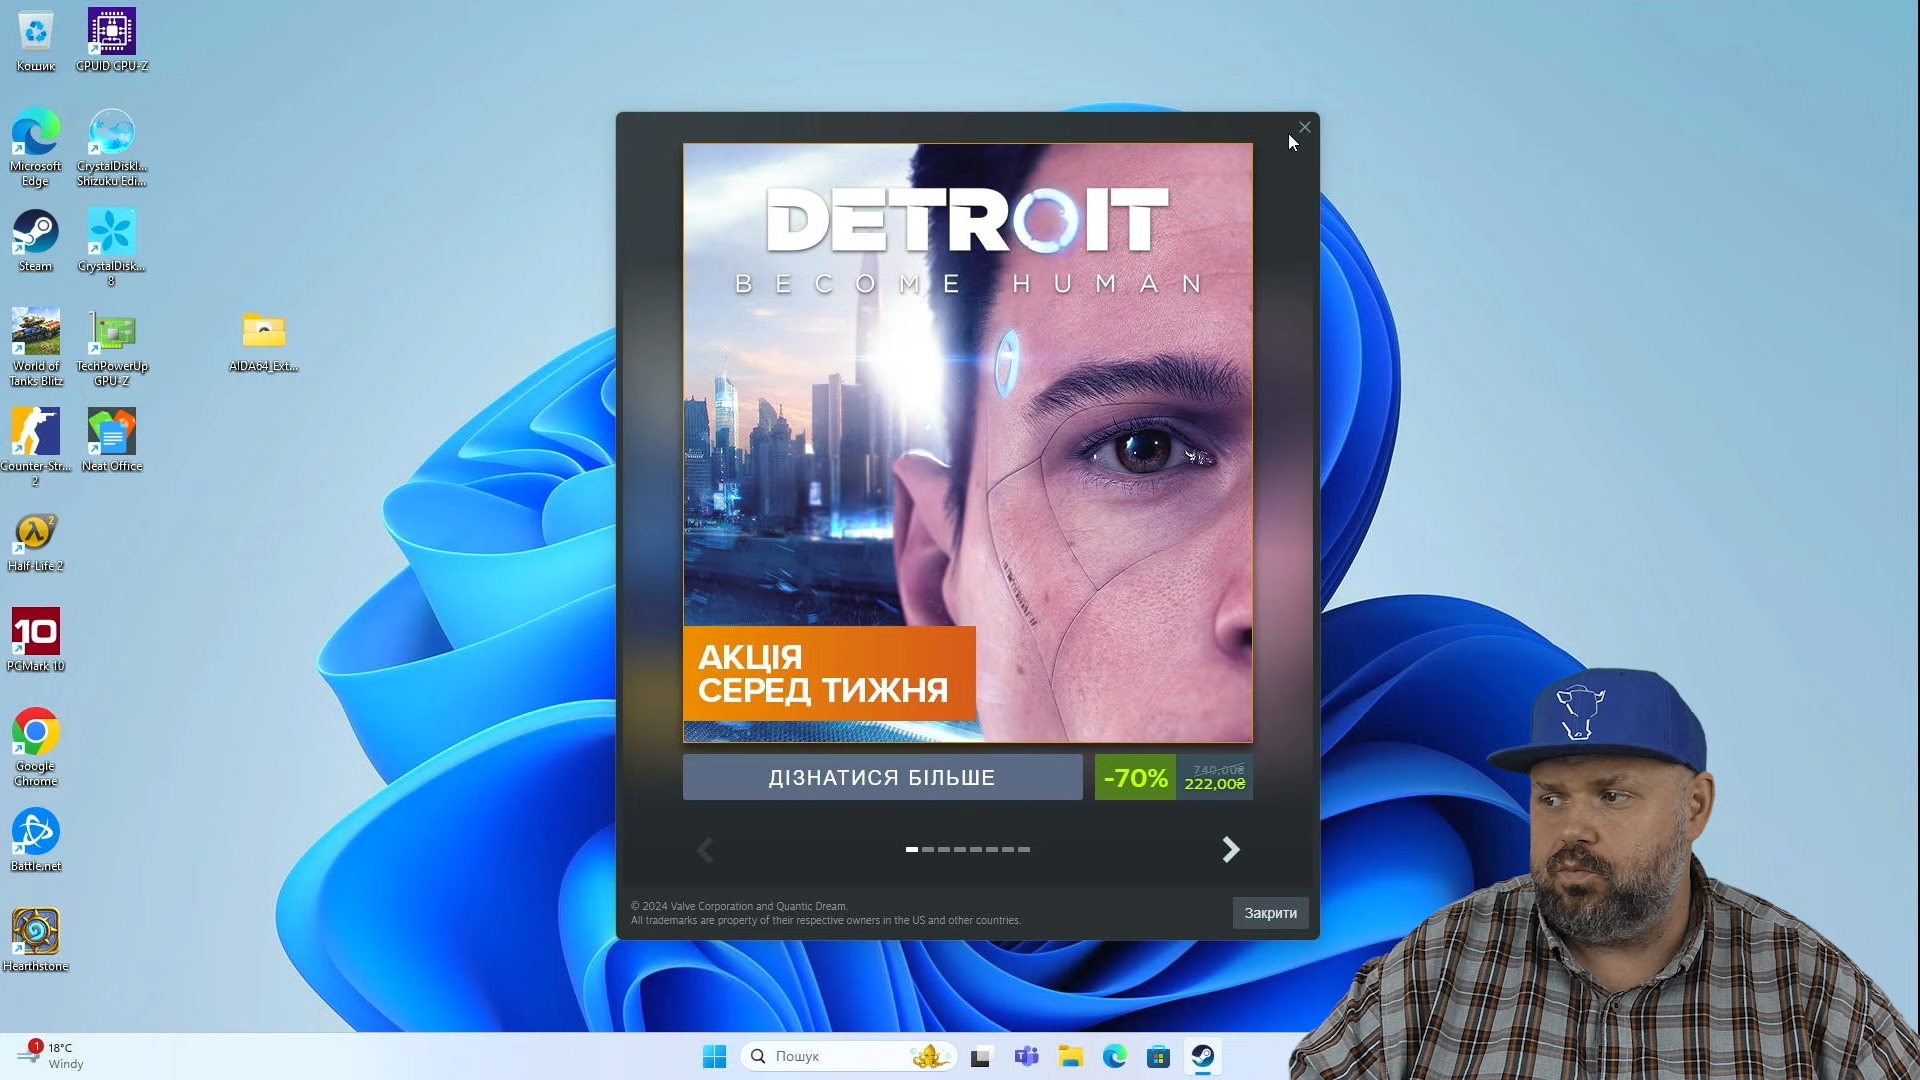 Кошик
CPUID CPU-Z
Microsoft
Edge
CrystalDiskI...
Shizuku Edi...
Steam
CrystalDisk...
8
World of
Tanks Blitz
TechPowerUp
GPU-Z
AIDA64_Ext...
Counter-Str...
2
Neat Office
Half-Life 2
10
PCMark 10
Google
Chrome
Battle.net
Hearthstone
DETROIT
BECOME HUMAN
АКЦІЯ
СЕРЕД ТИЖНЯ
ДІЗНАТИСЯ БІЛЬШЕ
-70%
740,00₴
222,00₴
© 2024 Valve Corporation and Quantic Dream.
All trademarks are property of their respective owners in the US and other countries.
Закрити
1
18°C
Windy
Пошук